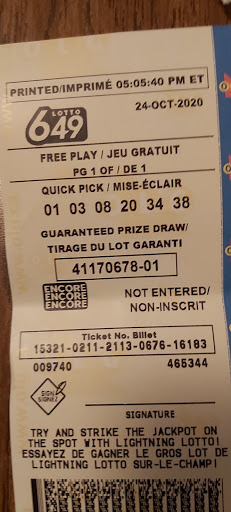 PRINTED/IMPRIMÉ 05:05:40 PM ET
24-OCT-2020
LOTTO
649
FREE PLAY / JEU GRATUIT
PG 1 OF / DE 1
QUICK PICK / MISE-ÉCLAIR
01 03 08 20 34 38
GUARANTEED PRIZE DRAW/
TIRAGE DU LOT GARANTI
41170678-01
ENCORE
ENCORE
ENCORE
NOT ENTERED/
NON-INSCRIT
Ticket No. Billet
15321-0211-2113-0676-16183
009740 465344
SIGN
SIGNEZ
SIGNATURE
TRY AND STRIKE THE JACKPOT ON
THE SPOT WITH LIGHTNING LOTTO!
ESSAYEZ DE GAGNER LE GROS LOT DE
LIGHTNING LOTTO SUR-LE-CHAMP!